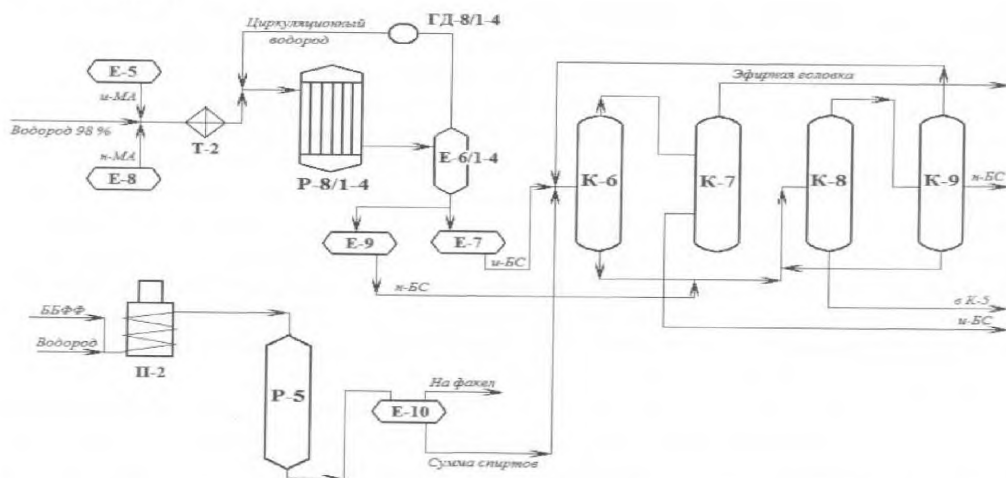 Циркуляционный
водород
ГД-8/1-4
Е-5
и-МА
Водород 98 %
н-МА
Е-8
Т-2
Р-8/1-4
Е-6/1-4
Е-9
Е-7
и-БС
н-БС
Эфирная головка
К-6
К-7
К-8
К-9
н-БС
в К-5
и-БС
ББФФ
Водород
П-2
Р-5
Е-10
На факел
Сумма спиртов